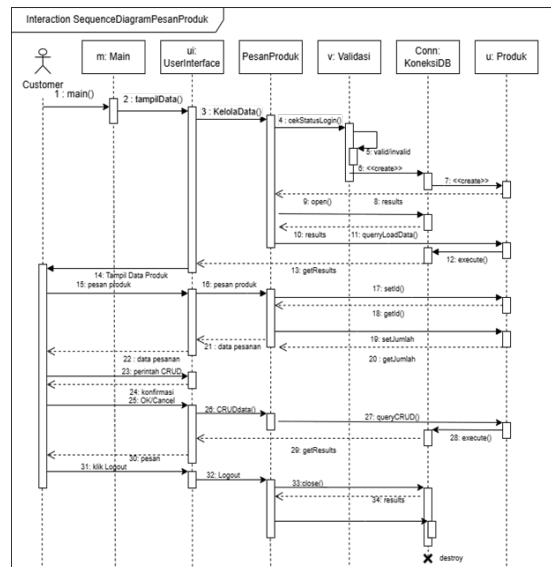 Interaction SequenceDiagramPesanProduk
Customer
m: Main
ui:
UserInterface
PesanProduk
v: Validasi
Conn:
KoneksiDB
u: Produk
1 : main()
2 : tampilData()
3 : KelolaData()
4 : cekStatusLogin()
5: valid/invalid
6: <<create>>
7: <<create>>
8: results
9: open()
10: results
11: querryLoadData()
12: execute()
13: getResults
14: Tampil Data Produk
15: pesan produk
16: pesan produk
17: setId()
18: getId()
19: setJumlah
20: getJumlah
21: data pesanan
22 : data pesanan
23: perintah CRUD
24: konfirmasi
25: OK/Cancel
26: CRUDdata()
27: queryCRUD()
28: execute()
29: getResults
30: pesan
31: klik Logout
32: Logout
33:close()
34: results
destroy